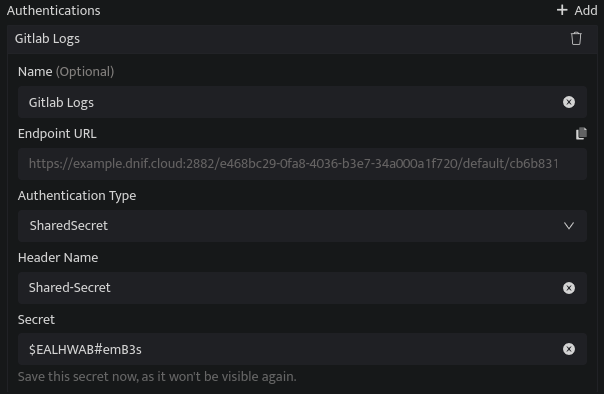 Authentications
+ Add
Gitlab Logs
Name (Optional)
Gitlab Logs
Endpoint URL
https://example.dnif.cloud:2882/e468bc29-0fa8-4036-b3e7-34a000a1f720/default/cb6b831
Authentication Type
SharedSecret
Header Name
Shared-Secret
Secret
$EALHWAB#emB3s
Save this secret now, as it won't be visible again.